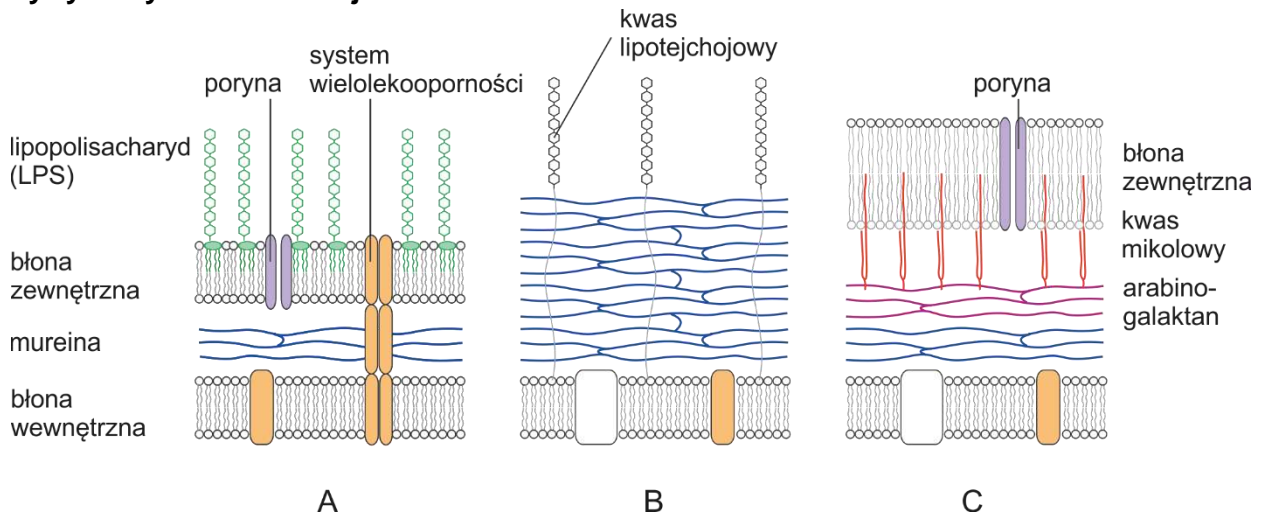 poryna
system
wielolekooporności
lipopolisacharyd
(LPS)
błona
zewnętrzna
mureina
błona
wewnętrzna
A
kwas
lipotejchojowy
B
poryna
błona
zewnętrzna
kwas
mikolowy
arabino-
galaktan
C